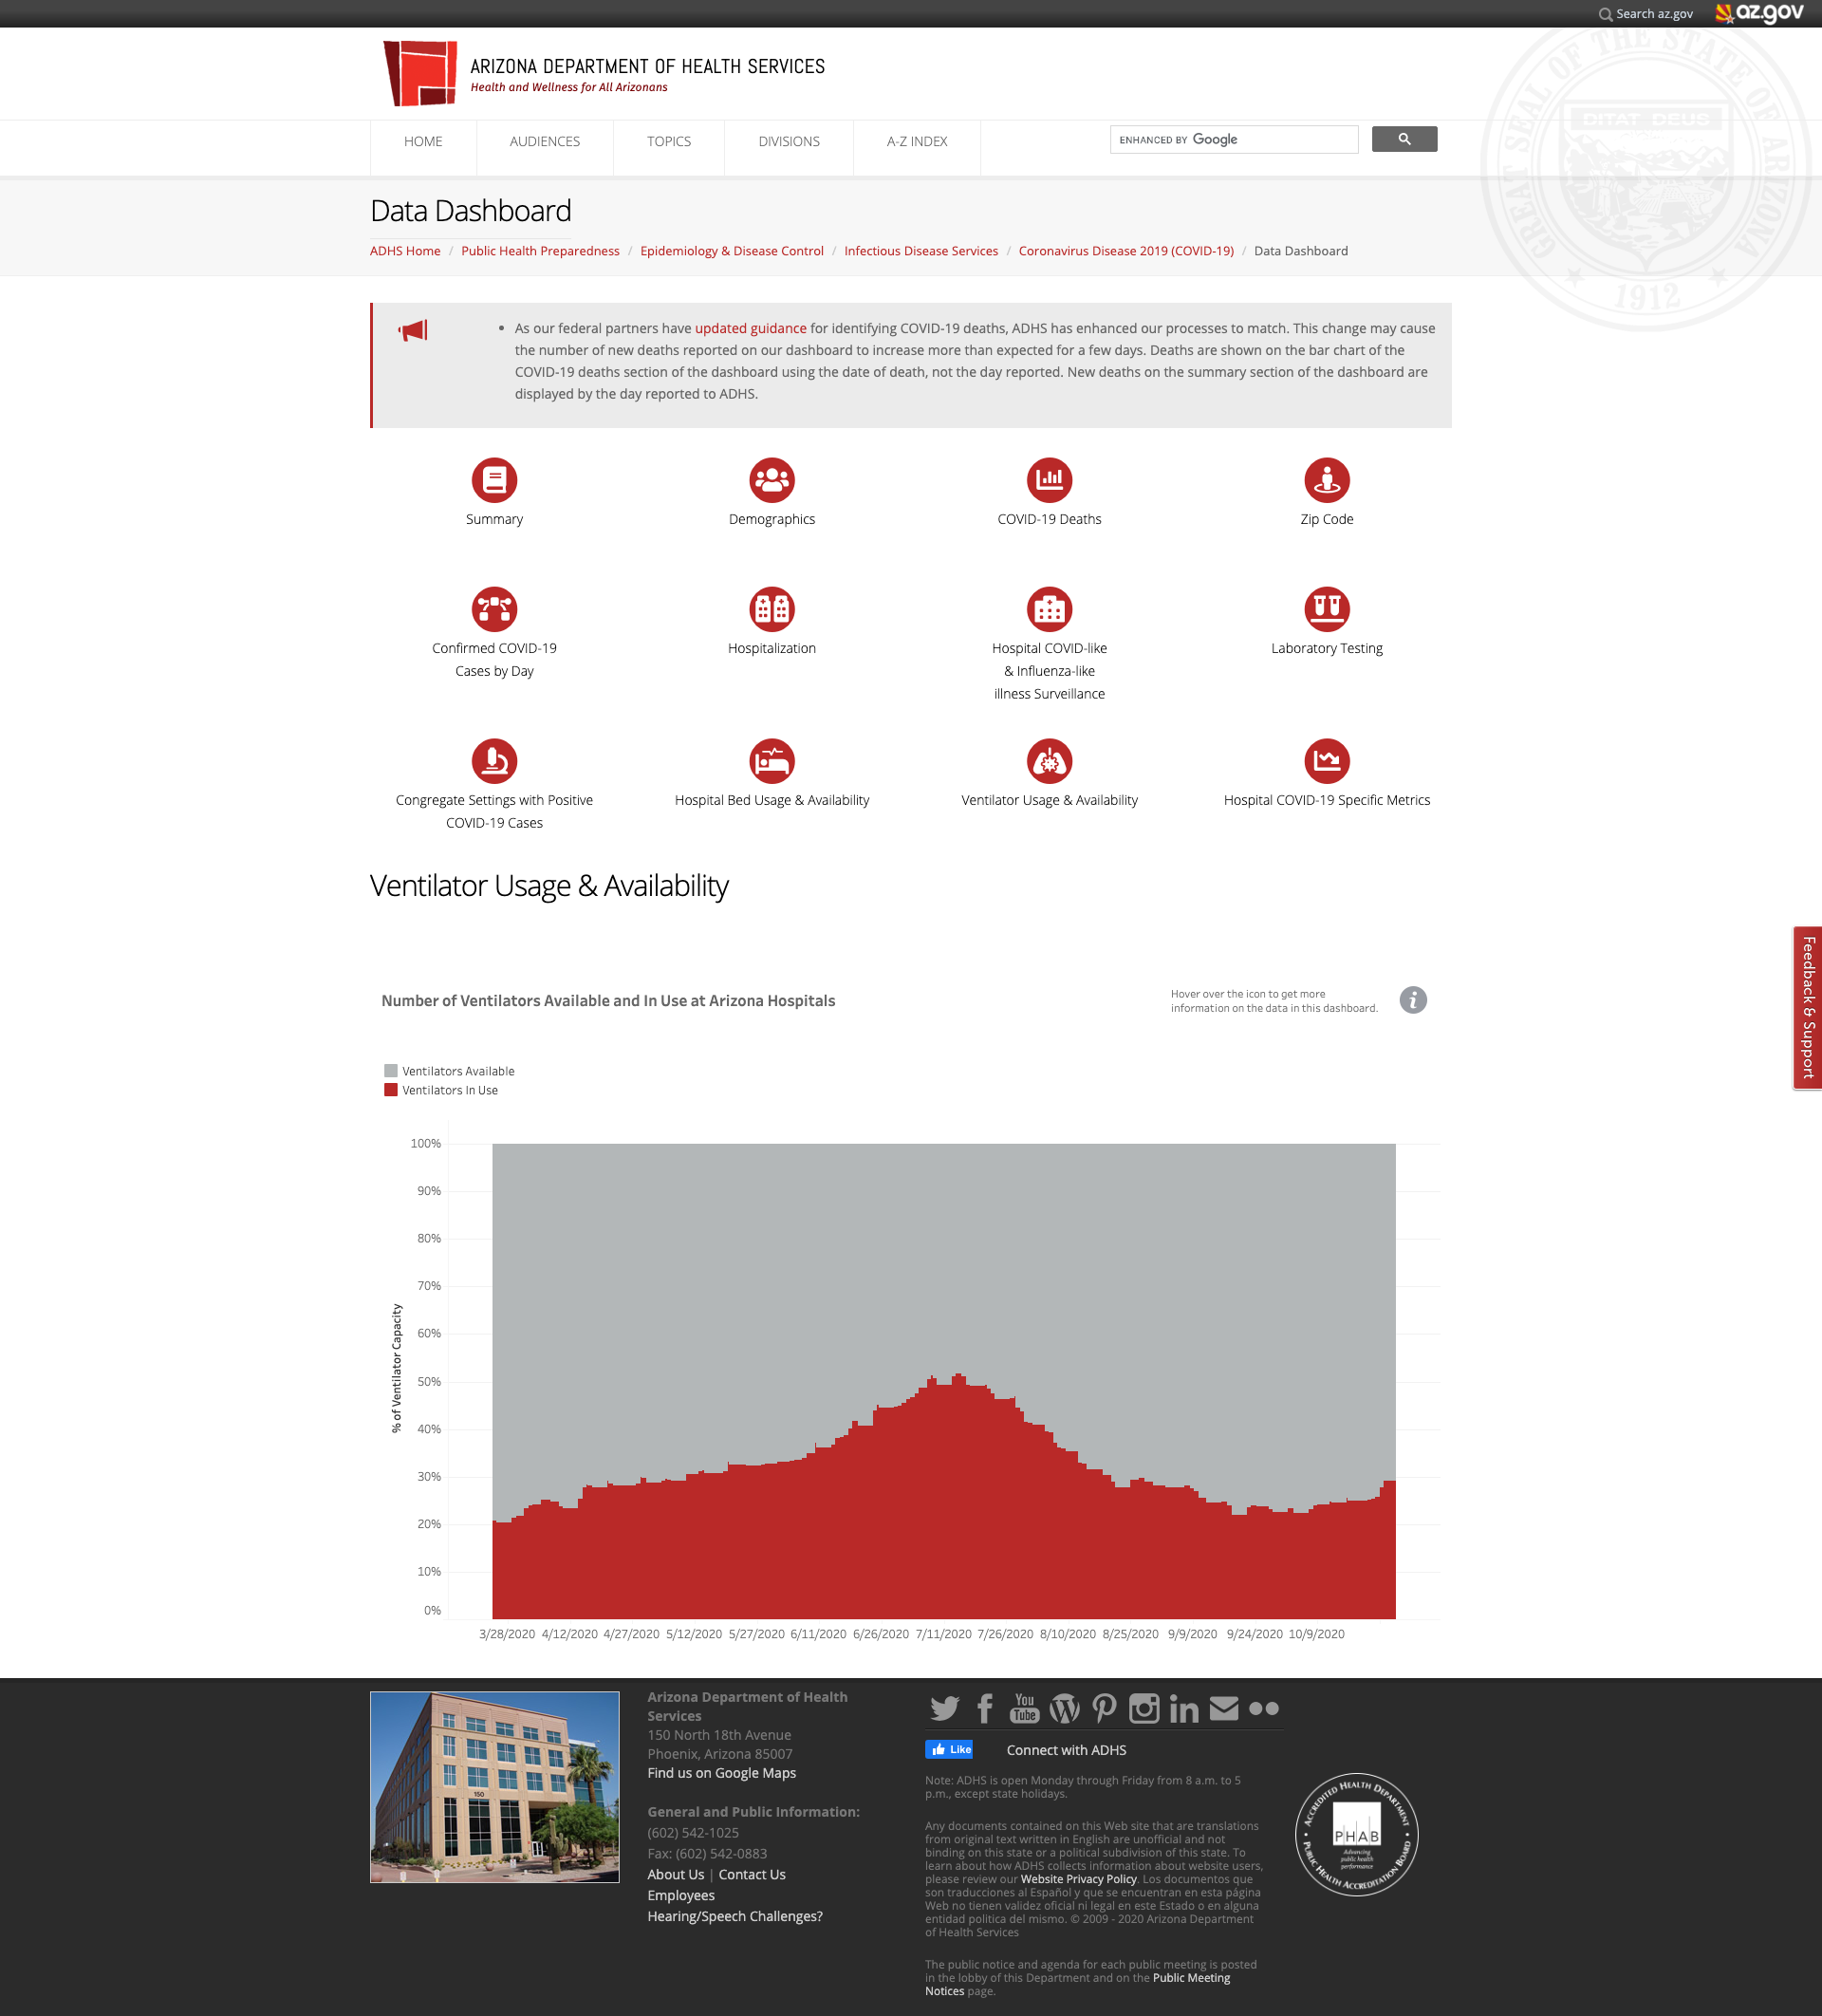 Search az.gov
az.gov
ARIZONA DEPARTMENT OF HEALTH SERVICES
Health and Wellness for All Arizonans
GREAT SEAL OF THE STATE OF ARIZONA
DITAT DEUS
1912
HOME AUDIENCES TOPICS DIVISIONS A-Z INDEX
ENHANCED BY Google
Data Dashboard
ADHS Home / Public Health Preparedness / Epidemiology & Disease Control / Infectious Disease Services / Coronavirus Disease 2019 (COVID-19) / Data Dashboard
• As our federal partners have updated guidance for identifying COVID-19 deaths, ADHS has enhanced our processes to match. This change may cause
the number of new deaths reported on our dashboard to increase more than expected for a few days. Deaths are shown on the bar chart of the
COVID-19 deaths section of the dashboard using the date of death, not the day reported. New deaths on the summary section of the dashboard are
displayed by the day reported to ADHS.
Summary
Demographics
COVID-19 Deaths
Zip Code
Confirmed COVID-19
Cases by Day
Hospitalization
Hospital COVID-like
& Influenza-like
illness Surveillance
Laboratory Testing
Congregate Settings with Positive
COVID-19 Cases
Hospital Bed Usage & Availability
Ventilator Usage & Availability
Hospital COVID-19 Specific Metrics
Ventilator Usage & Availability
Feedback & Support
Number of Ventilators Available and In Use at Arizona Hospitals
Hover over the icon to get more
information on the data in this dashboard.
i
Ventilators Available
Ventilators In Use
% of Ventilator Capacity
100%
90%
80%
70%
60%
50%
40%
30%
20%
10%
0%
3/28/2020 4/12/2020 4/27/2020 5/12/2020 5/27/2020 6/11/2020 6/26/2020 7/11/2020 7/26/2020 8/10/2020 8/25/2020 9/9/2020 9/24/2020 10/9/2020
150
Arizona Department of Health
Services
150 North 18th Avenue
Phoenix, Arizona 85007
Find us on Google Maps
General and Public Information:
(602) 542-1025
Fax: (602) 542-0883
About Us | Contact Us
Employees
Hearing/Speech Challenges?
You
Tube
Like
Connect with ADHS
Note: ADHS is open Monday through Friday from 8 a.m. to 5
p.m., except state holidays.
Any documents contained on this Web site that are translations
from original text written in English are unofficial and not
binding on this state or a political subdivision of this state. To
learn about how ADHS collects information about website users,
please review our Website Privacy Policy. Los documentos que
son traducciones al Español y que se encuentran en esta página
Web no tienen validez oficial ni legal en este Estado o en alguna
entidad politica del mismo. © 2009 - 2020 Arizona Department
of Health Services
The public notice and agenda for each public meeting is posted
in the lobby of this Department and on the Public Meeting
Notices page.
ACCREDITED HEALTH DEPARTMENT
PHAB
Advancing
public health
performance
PUBLIC HEALTH ACCREDITATION BOARD